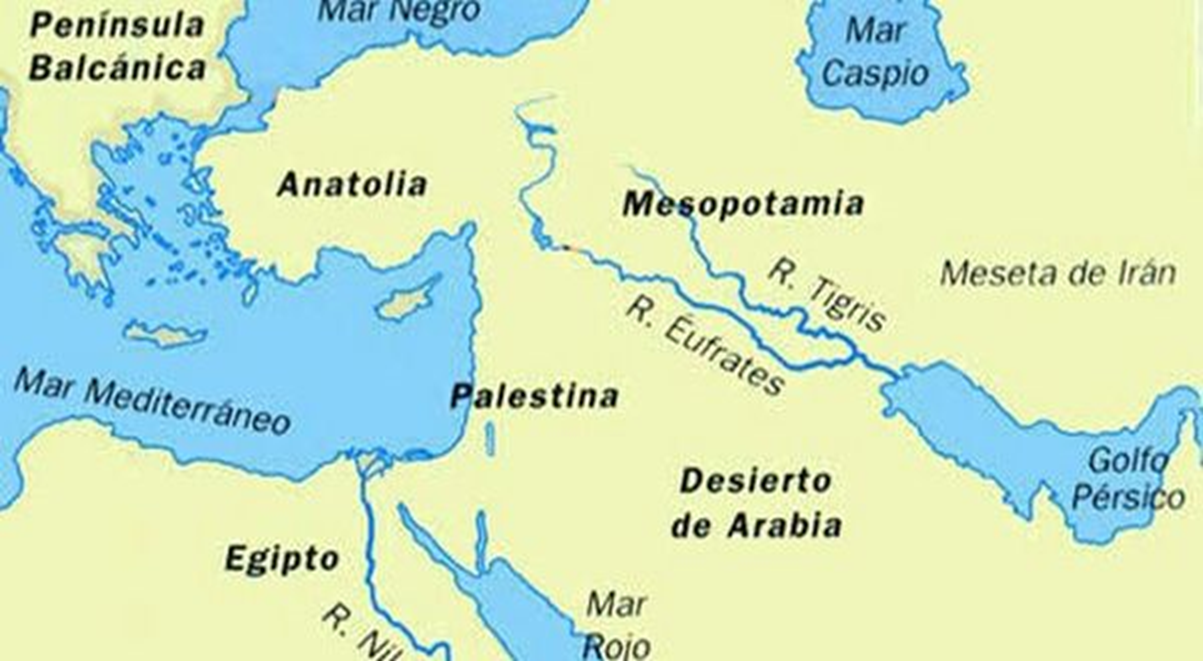 Península
Balcánica
Mar Negro
Mar
Caspio
Anatolia
Mesopotamia
R. Tigris
Meseta de Irán
R. Éufrates
Mar Mediterráneo
Palestina
Desierto
de Arabia
Golfo
Pérsico
Egipto
R. Nil
Mar
Rojo